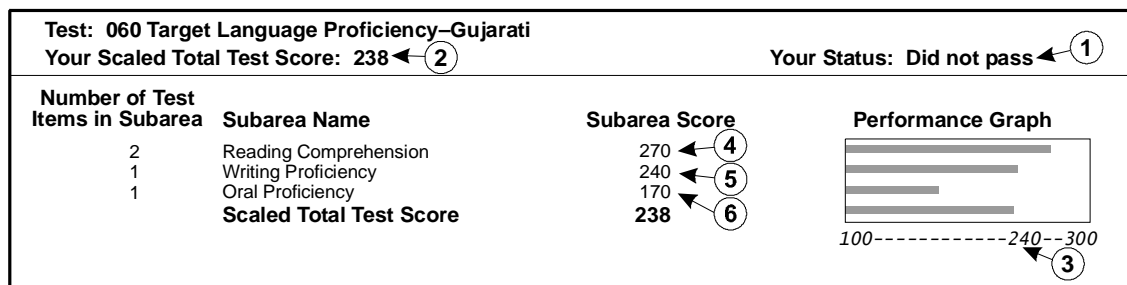 Test: 060 Target Language Proficiency–Gujarati
Your Scaled Total Test Score: 238 2 Your Status: Did not pass 1
Number of Test
Items in Subarea Subarea Name Subarea Score Performance Graph
2 Reading Comprehension 270 4
1 Writing Proficiency 240 5
1 Oral Proficiency 170 6
Scaled Total Test Score 238
100------------240--300
3